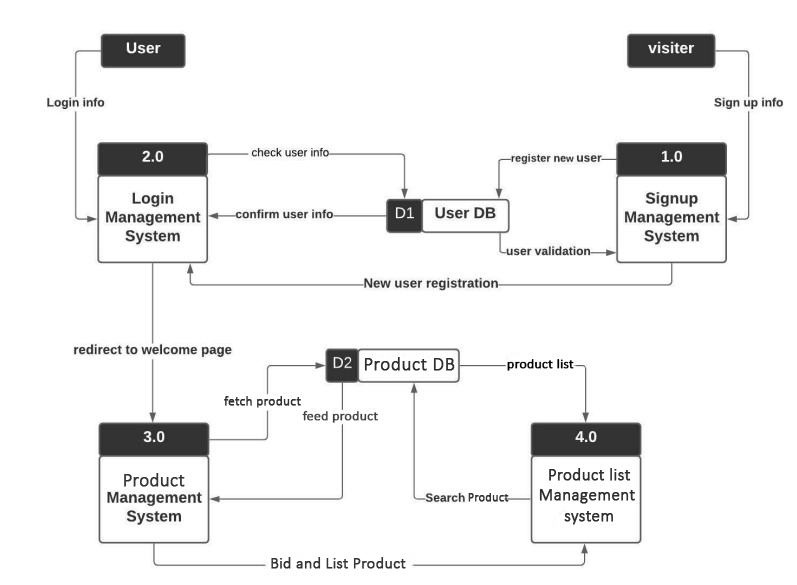 User
visiter
Login info
Sign up info
2.0
check user info
register new user
1.0
Login
Management
System
confirm user info
D1
User DB
Signup
Management
System
user validation
New user registration
redirect to welcome page
D2
Product DB
product list
fetch product
feed product
3.0
4.0
Product
Management
System
Search Product
Product list
Management
system
Bid and List Product